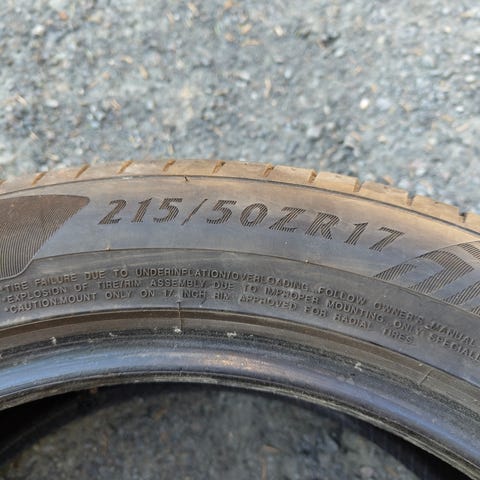 215/50ZR17
*TIRE FAILURE DUE TO UNDERINFLATION/OVERLOADING. FOLLOW OWNER'S MANUAL
*EXPLOSION OF TIRE/RIM ASSEMBLY DUE TO IMPROPER MOUNTING. ONLY SPECIALL
*CAUTION:MOUNT ONLY ON 17 INCH RIM APPROVED FOR RADIAL TIRES.